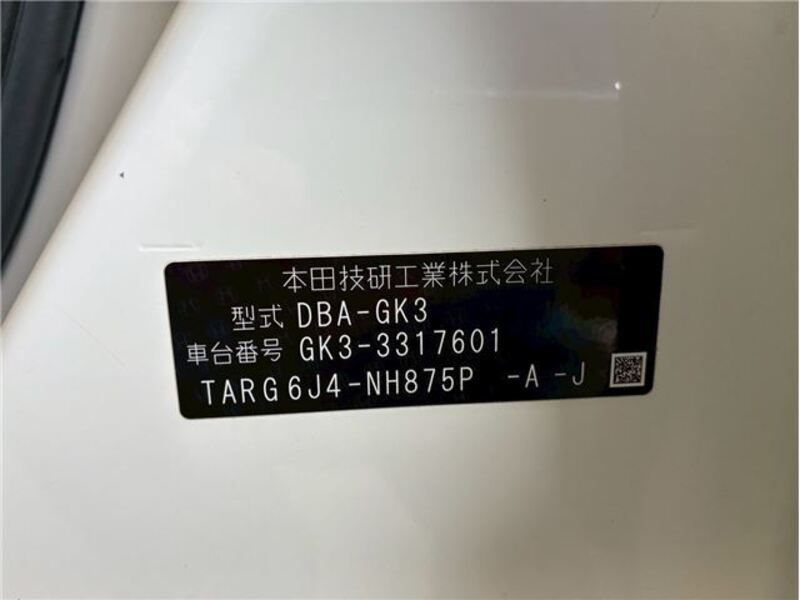 本田技研工業株式会社
型式 DBA-GK3
車台番号 GK3-3317601
TARG6J4-NH875P -A -J